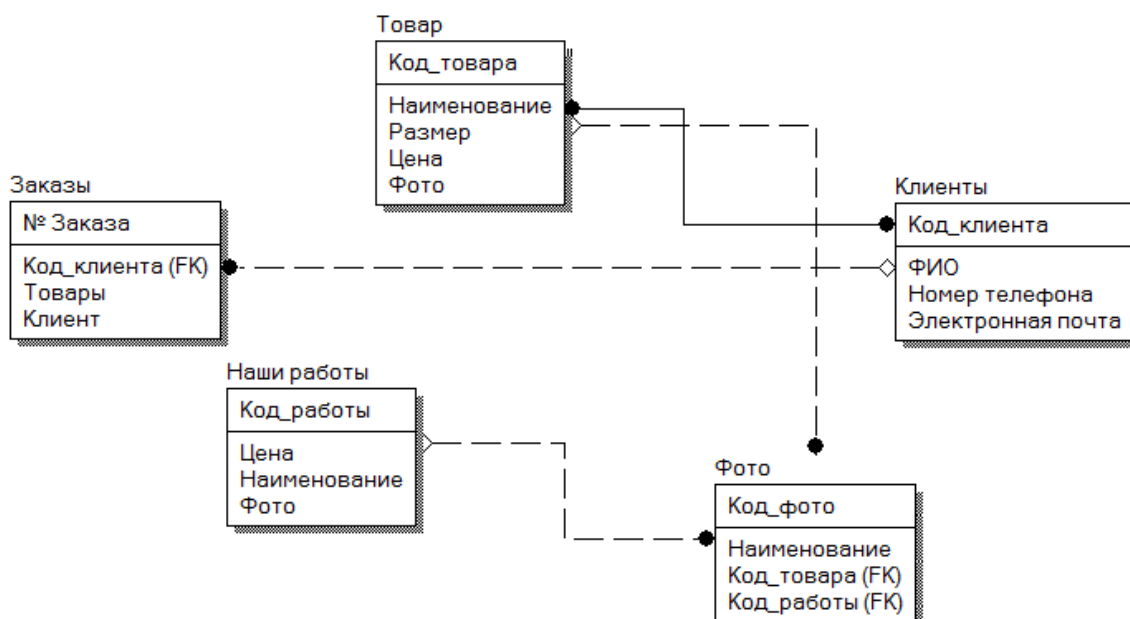 Товар
Код_товара
Наименование
Размер
Цена
Фото
Заказы
№ Заказа
Код_клиента (FK)
Товары
Клиент
Клиенты
Код_клиента
ФИО
Номер телефона
Электронная почта
Наши работы
Код_работы
Цена
Наименование
Фото
Фото
Код_фото
Наименование
Код_товара (FK)
Код_работы (FK)